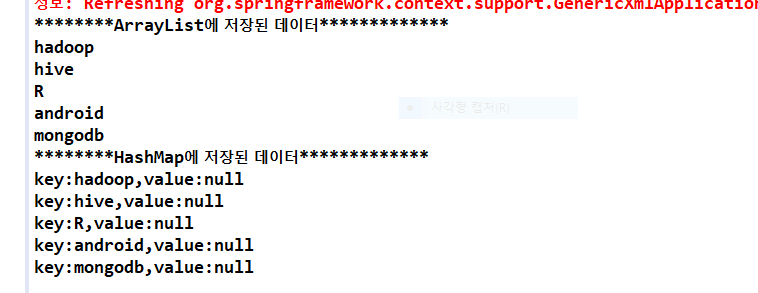 정보: Refreshing org.springframework.context.support.GenericXmlApplication
********ArrayList에 저장된 데이터*************
hadoop
hive
R
android
mongodb
********HashMap에 저장된 데이터*************
key:hadoop,value:null
key:hive,value:null
key:R,value:null
key:android,value:null
key:mongodb,value:null
사각형 캡처(R)